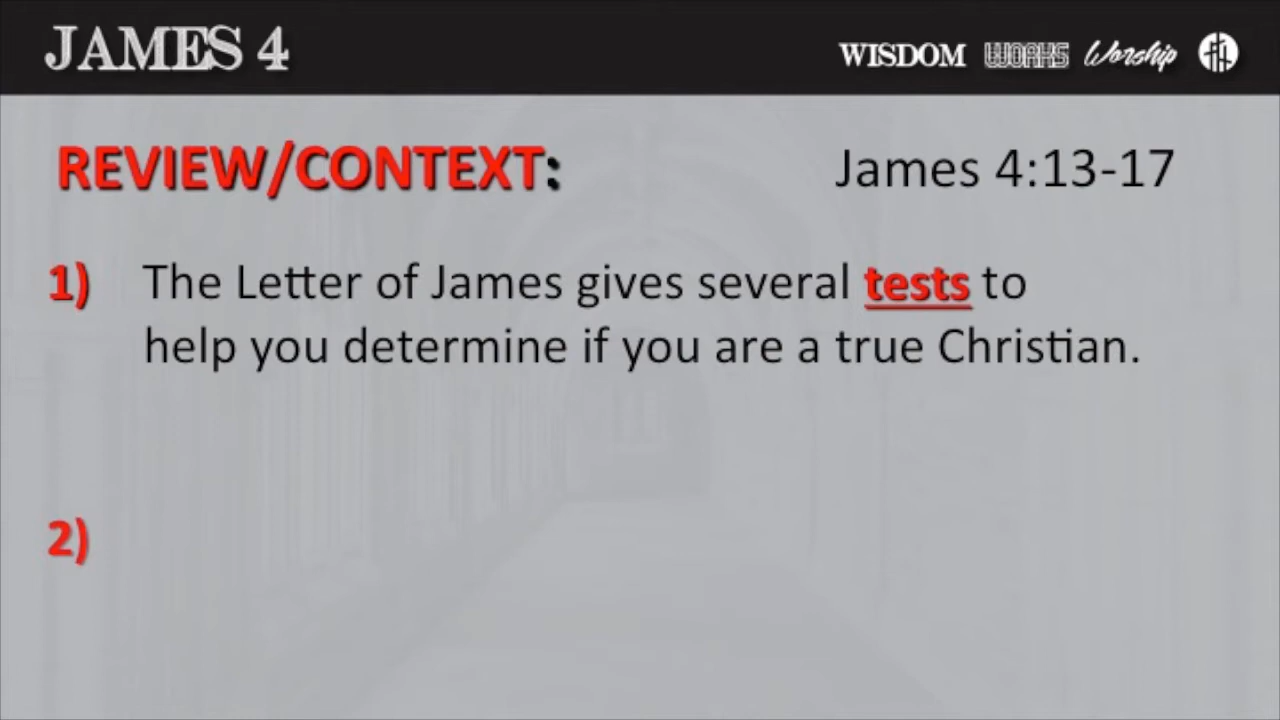 JAMES 4
WISDOM WORKS Worship
REVIEW/CONTEXT: James 4:13-17
1) The Letter of James gives several tests to
help you determine if you are a true Christian.
2)